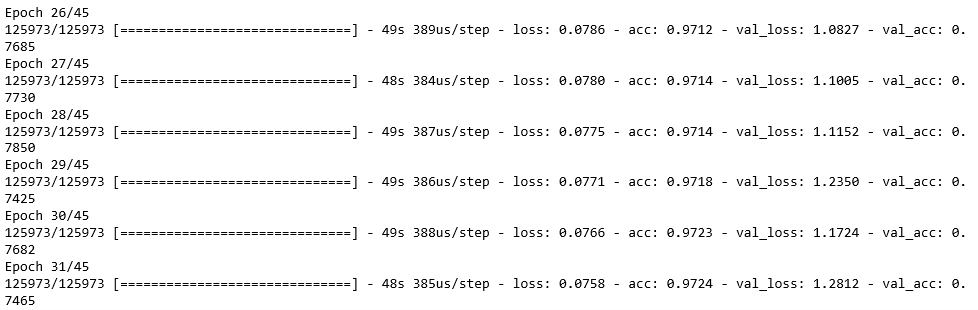 Epoch 26/45
125973/125973 [==============================] - 49s 389us/step - loss: 0.0786 - acc: 0.9712 - val_loss: 1.0827 - val_acc: 0.
7685
Epoch 27/45
125973/125973 [==============================] - 48s 384us/step - loss: 0.0780 - acc: 0.9714 - val_loss: 1.1005 - val_acc: 0.
7730
Epoch 28/45
125973/125973 [==============================] - 49s 387us/step - loss: 0.0775 - acc: 0.9714 - val_loss: 1.1152 - val_acc: 0.
7850
Epoch 29/45
125973/125973 [==============================] - 49s 386us/step - loss: 0.0771 - acc: 0.9718 - val_loss: 1.2350 - val_acc: 0.
7425
Epoch 30/45
125973/125973 [==============================] - 49s 388us/step - loss: 0.0766 - acc: 0.9723 - val_loss: 1.1724 - val_acc: 0.
7682
Epoch 31/45
125973/125973 [==============================] - 48s 385us/step - loss: 0.0758 - acc: 0.9724 - val_loss: 1.2812 - val_acc: 0.
7465